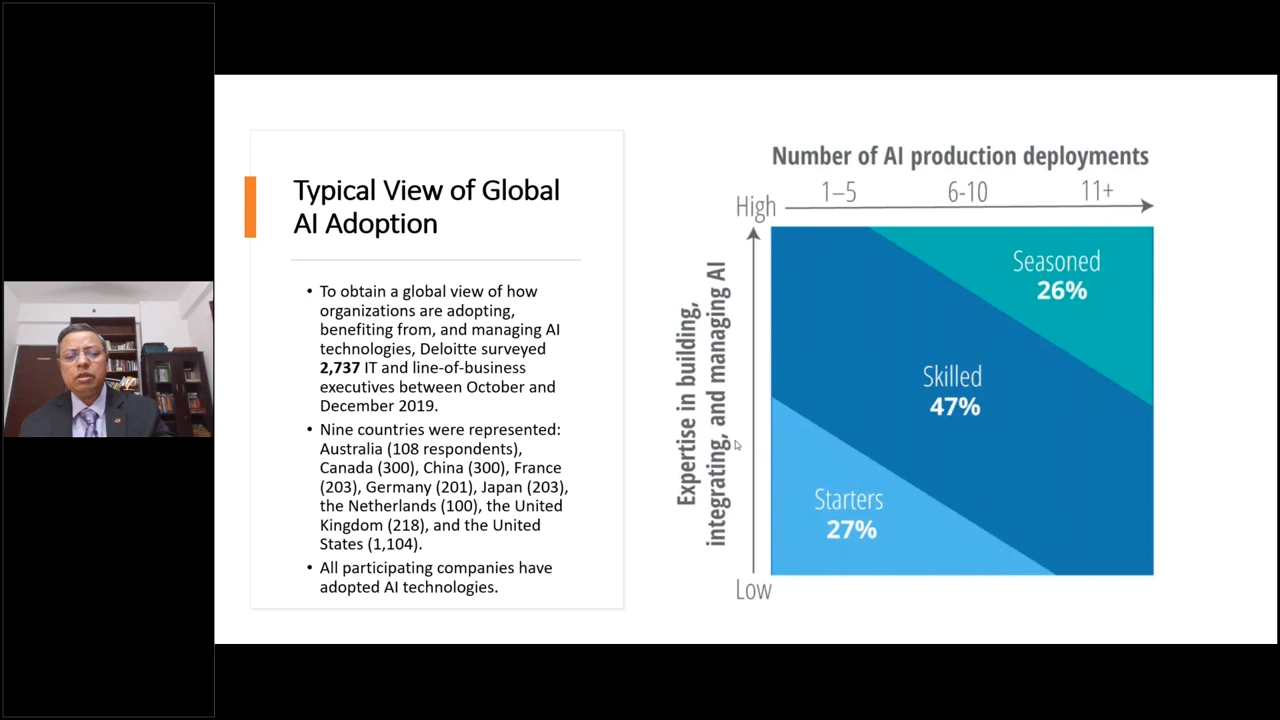 Typical View of Global
AI Adoption
• To obtain a global view of how
organizations are adopting,
benefiting from, and managing AI
technologies, Deloitte surveyed
2,737 IT and line-of-business
executives between October and
December 2019.
• Nine countries were represented:
Australia (108 respondents),
Canada (300), China (300), France
(203), Germany (201), Japan (203),
the Netherlands (100), the United
Kingdom (218), and the United
States (1,104).
• All participating companies have
adopted AI technologies.
Number of AI production deployments
1–5 6-10 11+
High
Expertise in building,
integrating, and managing AI
Low
Seasoned
26%
Skilled
47%
Starters
27%